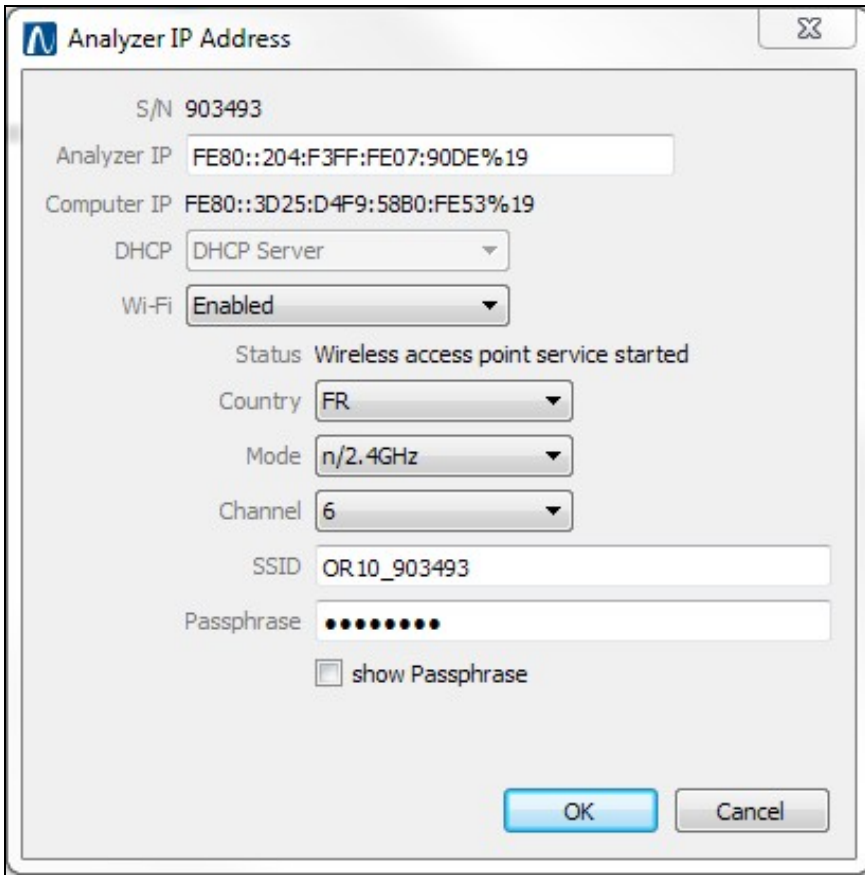 Analyzer IP Address
S/N 903493
Analyzer IP FE80::204:F3FF:FE07:90DE%19
Computer IP FE80::3D25:D4F9:58B0:FE53%19
DHCP DHCP Server
Wi-Fi Enabled
Status Wireless access point service started
Country FR
Mode n/2.4GHz
Channel 6
SSID OR10_903493
Passphrase ●●●●●●●●
show Passphrase
OK Cancel